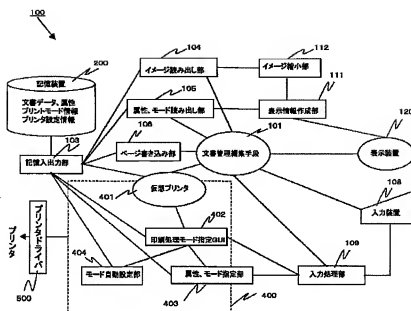 100
104
112
200
イメージ読み出し部
イメージ縮小部
記憶装置
105
111
文書データ、属性
プリントモード情報
プリンタ設定情報
属性、モード読み出し部
表示情報作成部
120
103
106
101
記憶入出力部
ページ書き込み部
文書管理編集手段
表示装置
仮想プリンタ
108
401
402
入力装置
プリンタ
プリンタドライバ
印刷処理モード指定GUI
109
404
モード自動設定部
属性、モード指定部
入力処理部
500
403
400